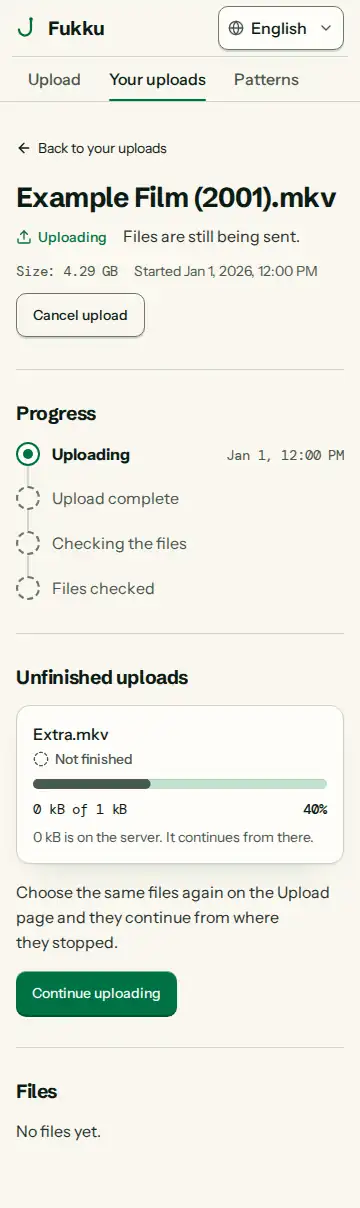 Fukku
English
Upload
Your uploads
Patterns
Back to your uploads
Example Film (2001).mkv
Uploading
Files are still being sent.
Size: 4.29 GB
Started Jan 1, 2026, 12:00 PM
Cancel upload
Progress
Uploading
Jan 1, 12:00 PM
Upload complete
Checking the files
Files checked
Unfinished uploads
Extra.mkv
Not finished
0 kB of 1 kB
40%
0 kB is on the server. It continues from there.
Choose the same files again on the Upload
page and they continue from where
they stopped.
Continue uploading
Files
No files yet.